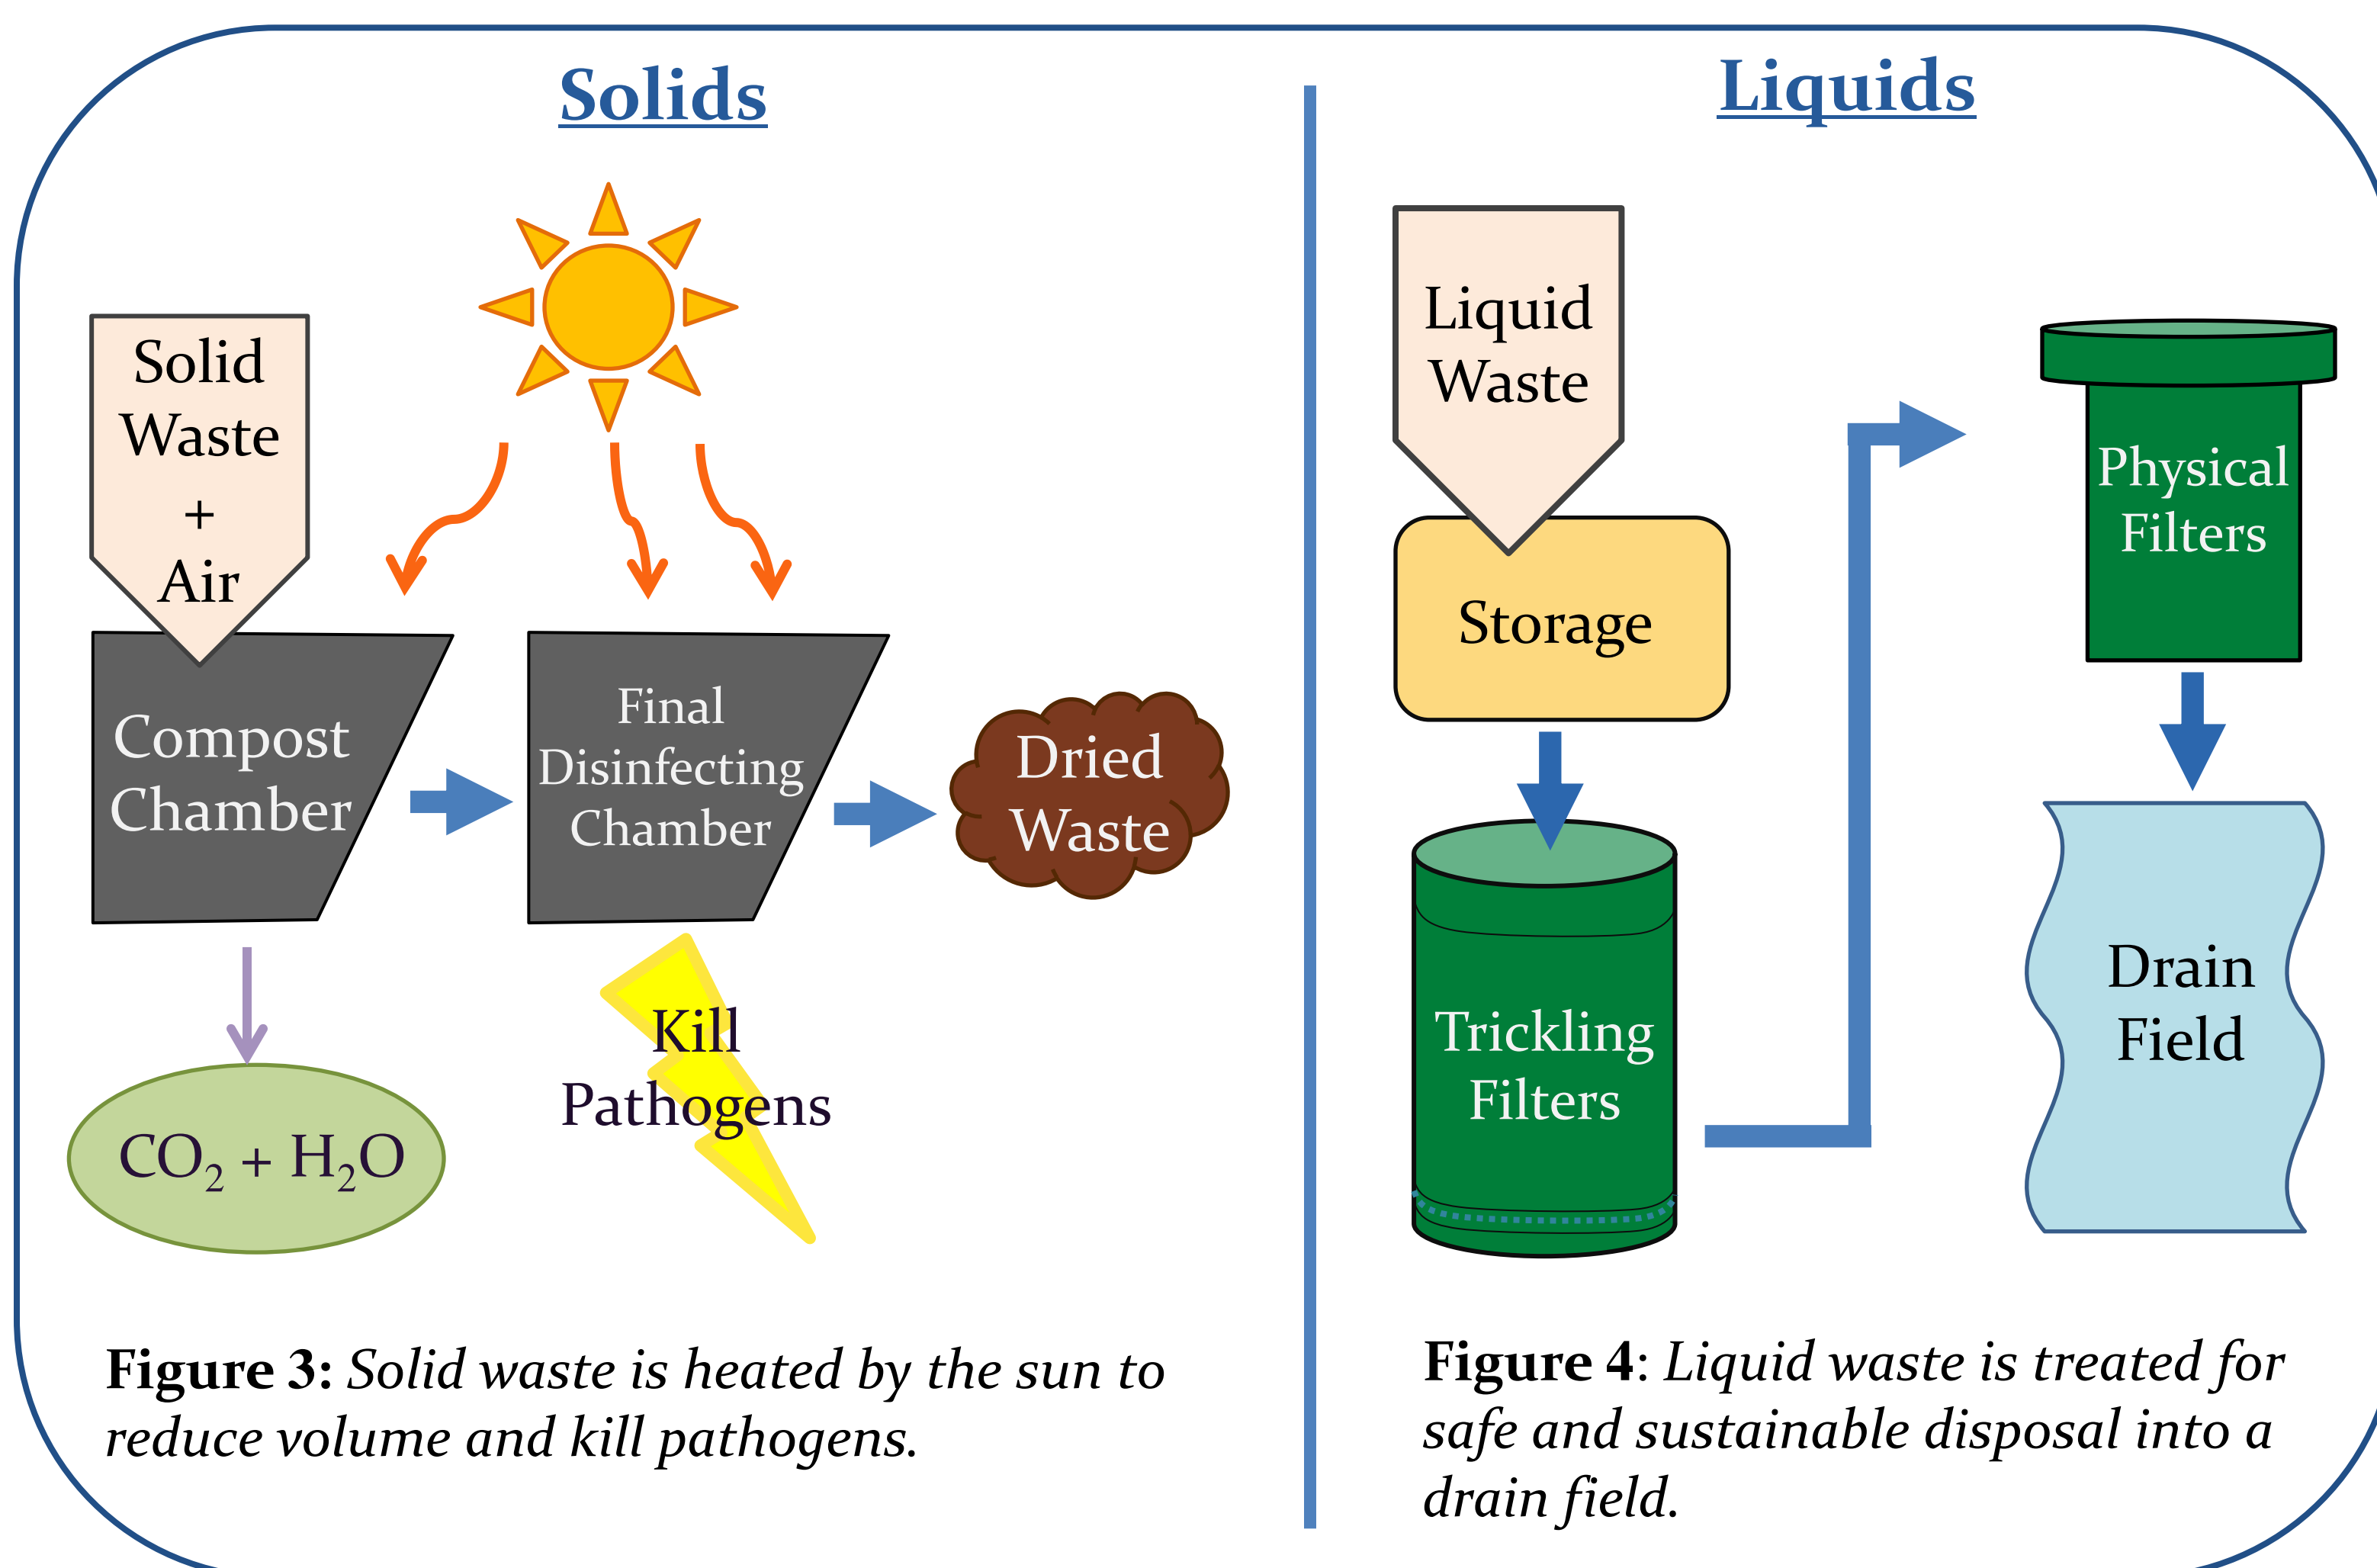 Solids
Solid
Waste
+
Air
Compost
Chamber
Final
Disinfecting
Chamber
Dried
Waste
CO₂ + H₂O
Kill
Pathogens
Figure 3: Solid waste is heated by the sun to
reduce volume and kill pathogens.
Liquids
Liquid
Waste
Storage
Trickling
Filters
Physical
Filters
Drain
Field
Figure 4: Liquid waste is treated for
safe and sustainable disposal into a
drain field.